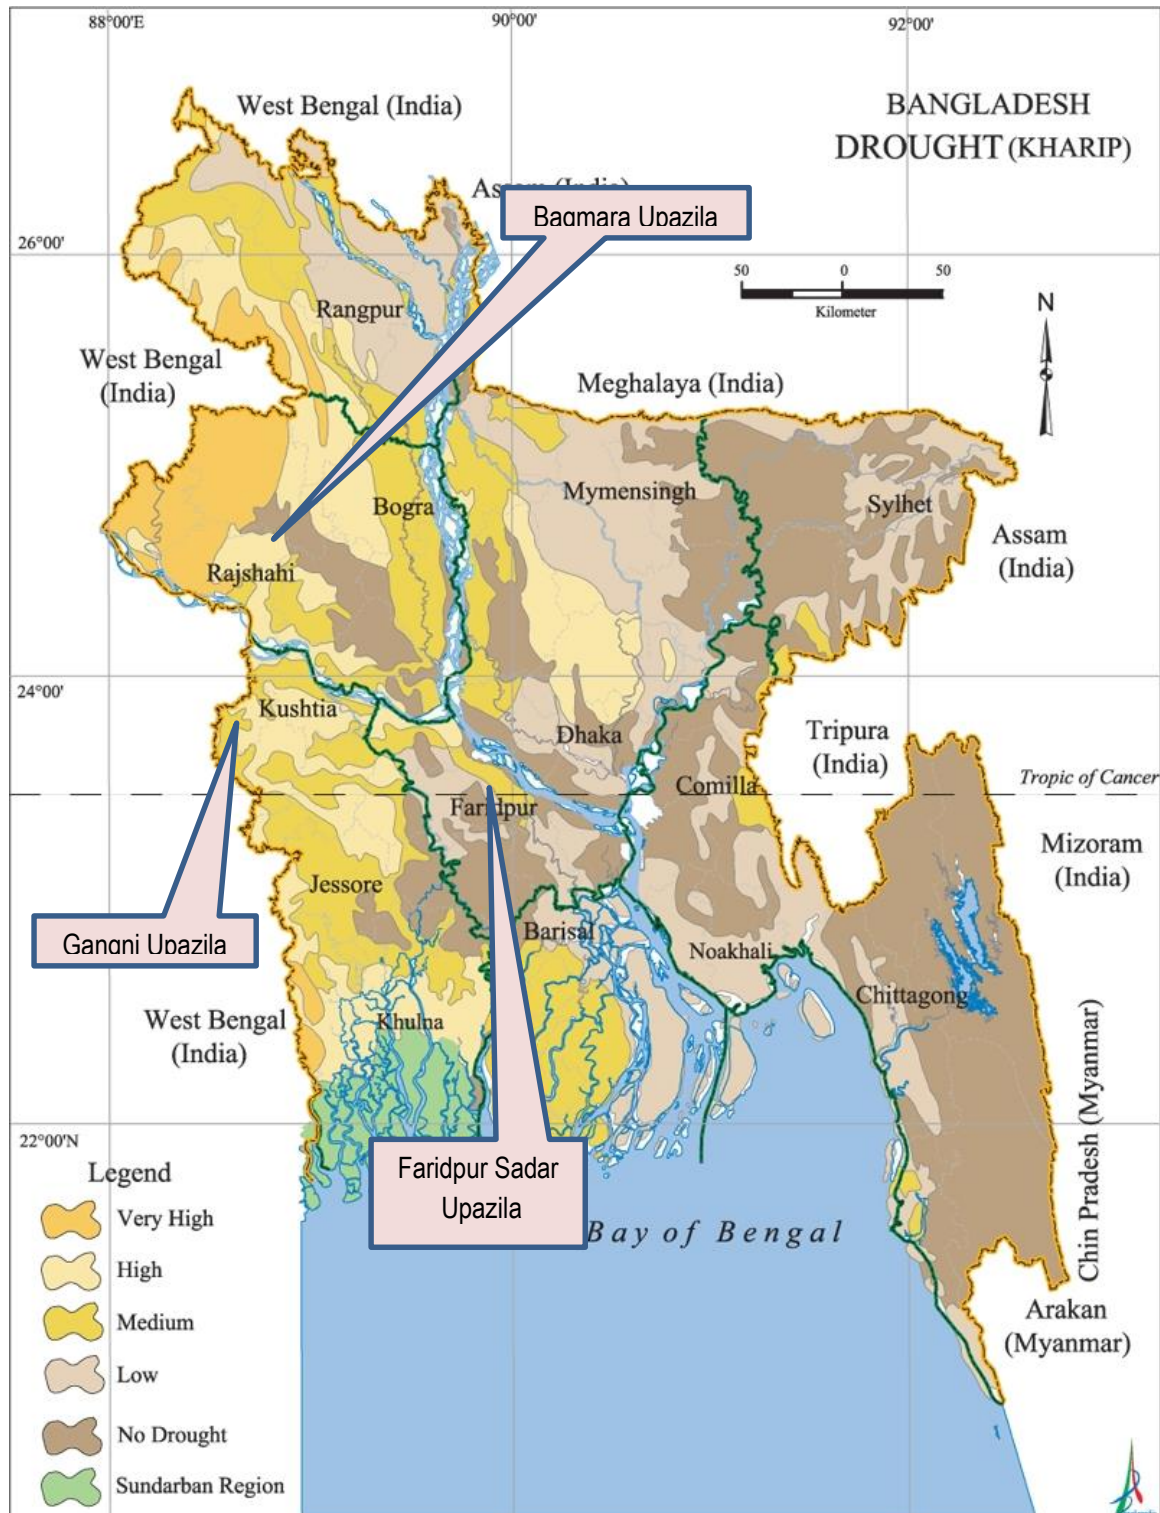 88°00'E
90°00'
92°00'
West Bengal (India)
BANGLADESH
DROUGHT (KHARIP)
Assam (India)
Bagmara Upazila
26°00'
50
0
50
Kilometer
N
Rangpur
West Bengal
(India)
Meghalaya (India)
Mymensingh
Bogra
Sylhet
Assam
(India)
Rajshahi
24°00'
Kushtia
Dhaka
Tripura
(India)
Tropic of Cancer
Comilla
Faridpur
Mizoram
(India)
Jessore
Gangni Upazila
Barisal
Noakhali
Chittagong
West Bengal
(India)
Khulna
Chin Pradesh (Myanmar)
22°00'N
Faridpur Sadar
Upazila
Bay of Bengal
Arakan
(Myanmar)
Legend
Very High
High
Medium
Low
No Drought
Sundarban Region